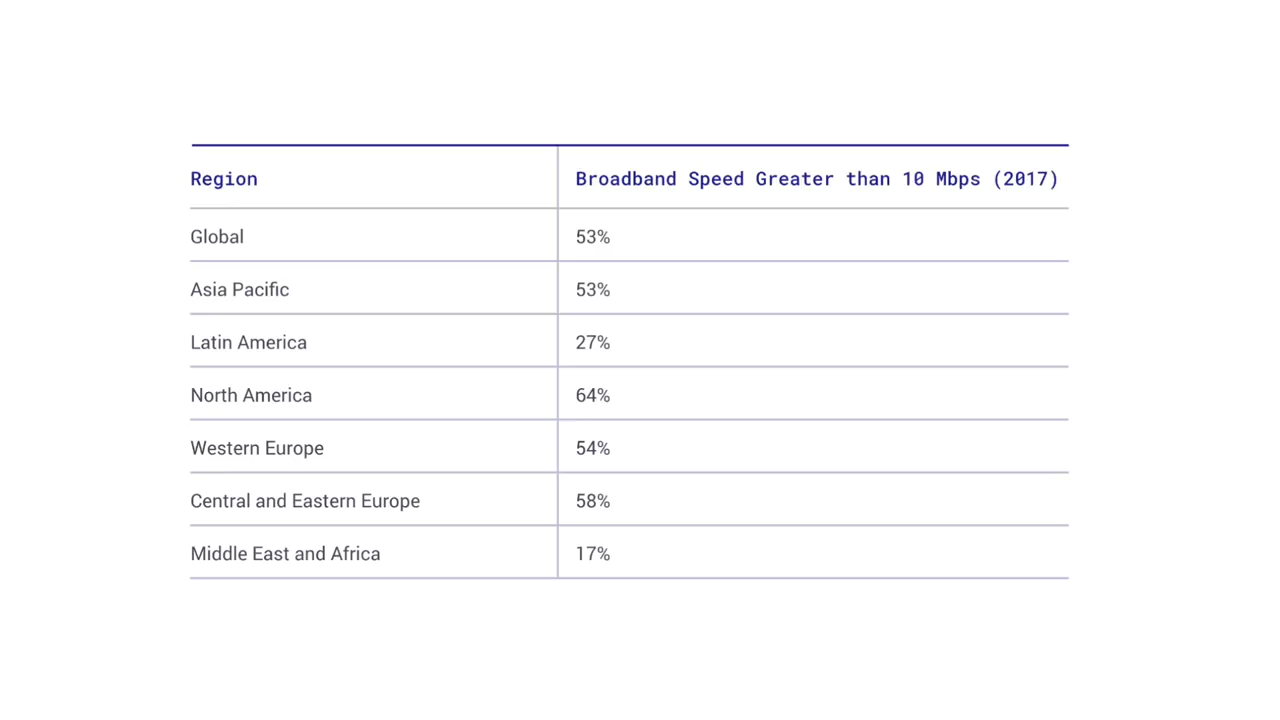 Region Broadband Speed Greater than 10 Mbps (2017)
Global 53%
Asia Pacific 53%
Latin America 27%
North America 64%
Western Europe 54%
Central and Eastern Europe 58%
Middle East and Africa 17%